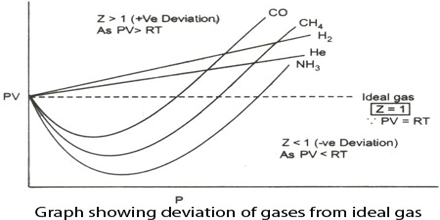 CO
Z > 1 (+Ve Deviation)
As PV> RT
CH₄
H₂
He
NH₃
PV
Ideal gas
Z = 1
∵ PV = RT
Z < 1 (-ve Deviation)
As PV < RT
P
Graph showing deviation of gases from ideal gas